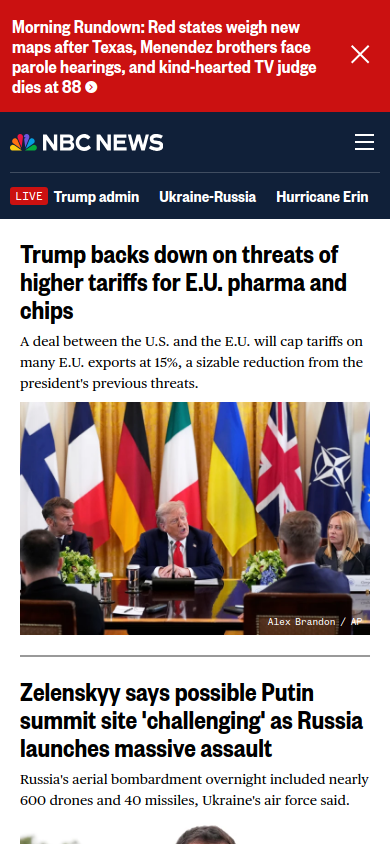 Morning Rundown: Red states weigh new
maps after Texas, Menendez brothers face
parole hearings, and kind-hearted TV judge
dies at 88
NBC NEWS
LIVE Trump admin Ukraine-Russia Hurricane Erin
Trump backs down on threats of
higher tariffs for E.U. pharma and
chips
A deal between the U.S. and the E.U. will cap tariffs on
many E.U. exports at 15%, a sizable reduction from the
president's previous threats.
Alex Brandon / AP
Zelenskyy says possible Putin
summit site 'challenging' as Russia
launches massive assault
Russia's aerial bombardment overnight included nearly
600 drones and 40 missiles, Ukraine's air force said.